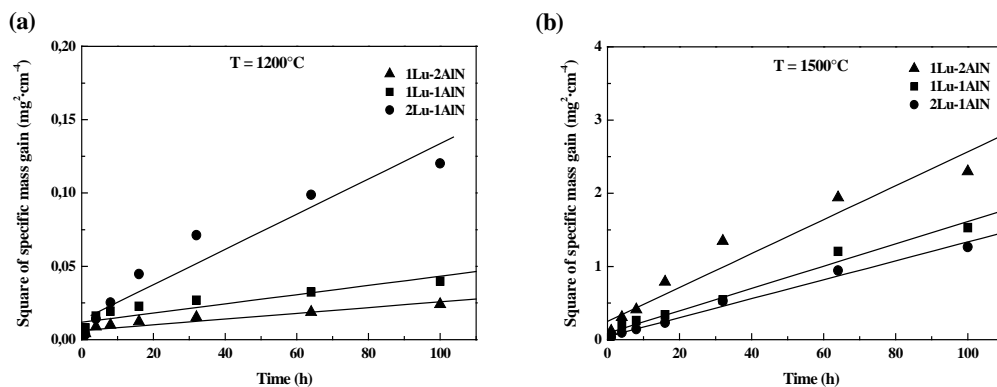 (a)
T = 1200°C
1Lu-2AlN
1Lu-1AlN
2Lu-1AlN
Square of specific mass gain (mg²·cm⁻⁴)
0,20
0,15
0,10
0,05
0,00
0 20 40 60 80 100
Time (h)
(b)
T = 1500°C
1Lu-2AlN
1Lu-1AlN
2Lu-1AlN
Square of specific mass gain (mg²·cm⁻⁴)
4
3
2
1
0
0 20 40 60 80 100
Time (h)